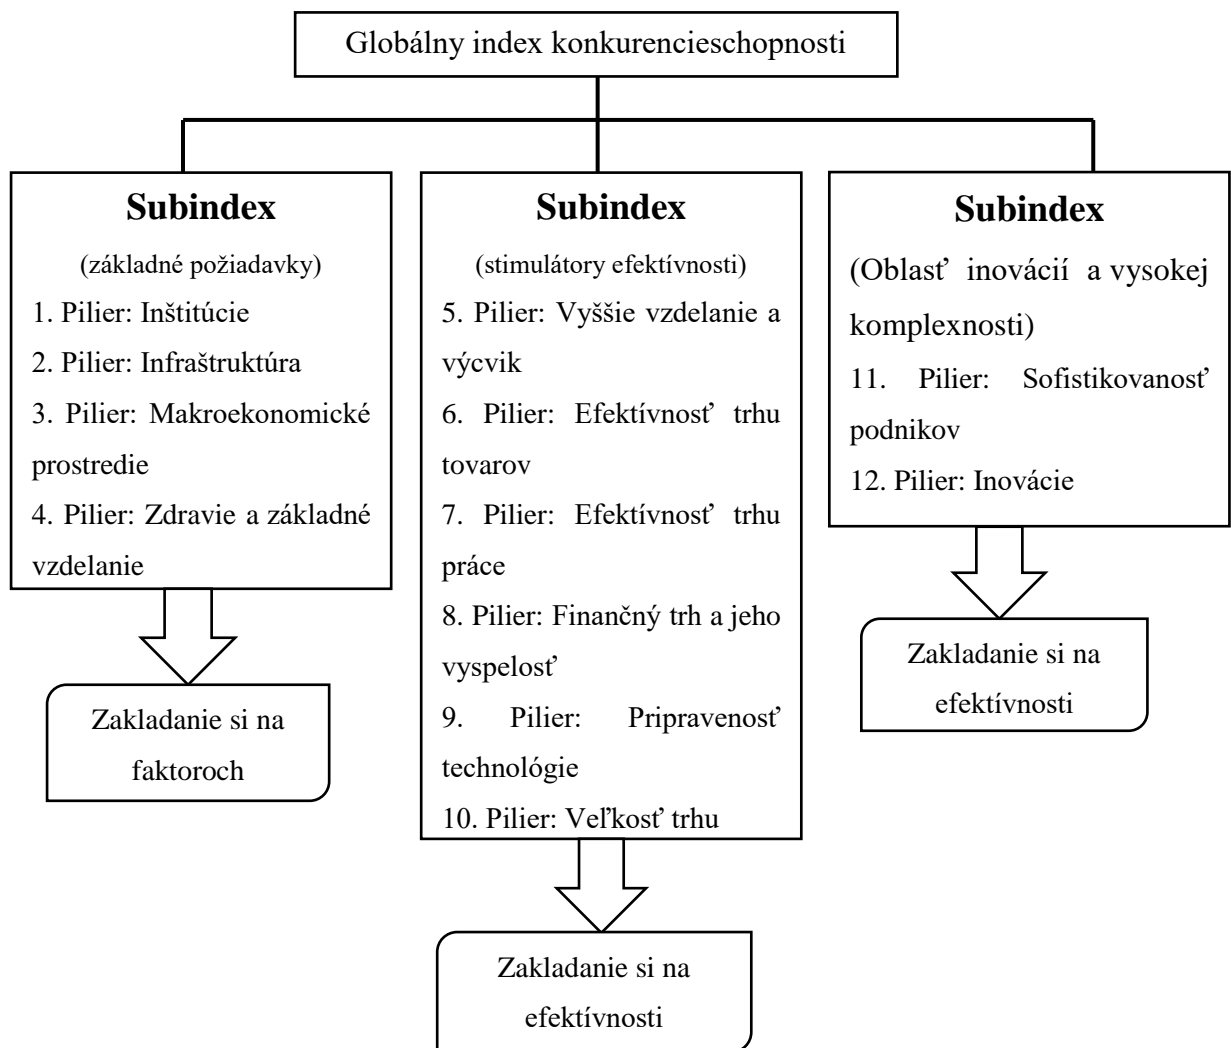 Globálny index konkurencieschopnosti
Subindex
(základné požiadavky)
1. Pilier: Inštitúcie
2. Pilier: Infraštruktúra
3. Pilier: Makroekonomické
prostredie
4. Pilier: Zdravie a základné
vzdelanie
Zakladanie si na
faktoroch
Subindex
(stimulátory efektívnosti)
5. Pilier: Vyššie vzdelanie a
výcvik
6. Pilier: Efektívnosť trhu
tovarov
7. Pilier: Efektívnosť trhu
práce
8. Pilier: Finančný trh a jeho
vyspelosť
9. Pilier: Pripravenosť
technológie
10. Pilier: Veľkosť trhu
Zakladanie si na
efektívnosti
Subindex
(Oblasť inovácií a vysokej
komplexnosti)
11. Pilier: Sofistikovanosť
podnikov
12. Pilier: Inovácie
Zakladanie si na
efektívnosti